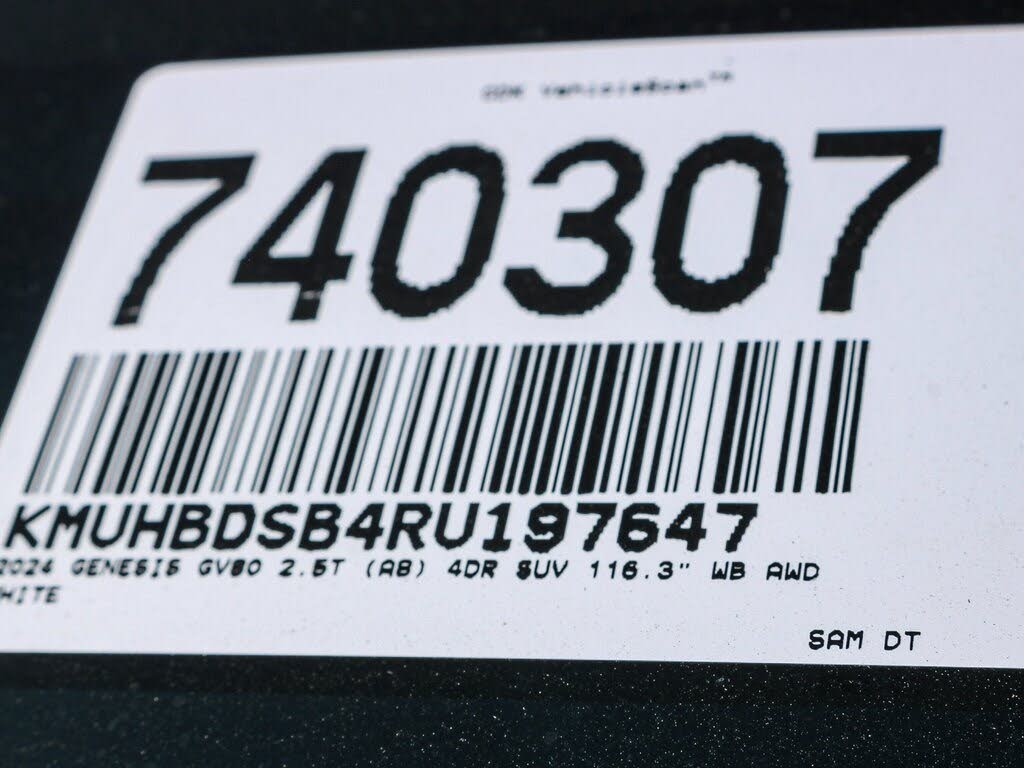 740307
KMUHBDSB4RU197647
2024 GENESIS GV80 2.5T (A8) 4DR SUV 116.3" WB AWD
HITE
SAM DT